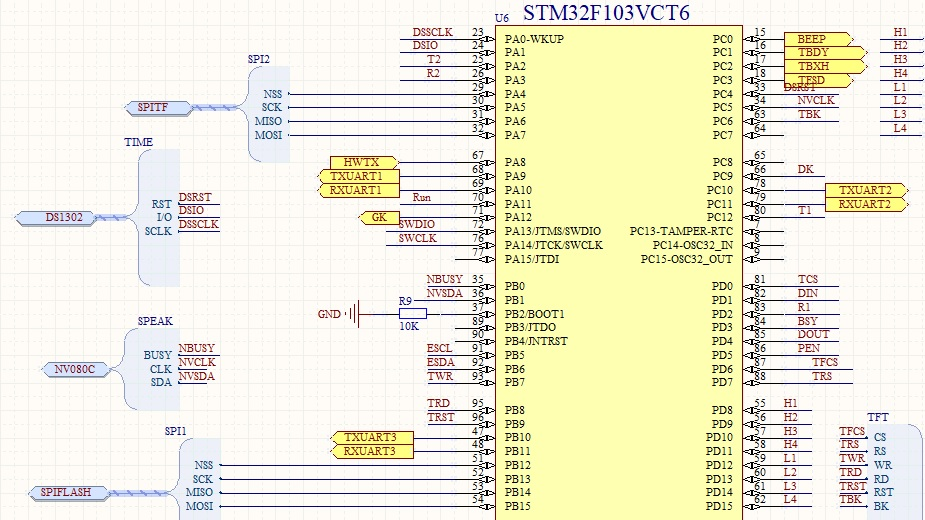 STM32F103VCT6
U6
DSSCLK 23 PA0-WKUP PC0 15 BEEP H1
DSIO 24 PA1 PC1 16 TBDY H2
T2 25 PA2 PC2 17 TBXH H3
R2 26 PA3 PC3 18 TFSD H4
SPI2
SPITF
NSS 29 PA4 PC4 33 DSRST L1
SCK 30 PA5 PC5 34 NVCLK L2
MISO 31 PA6 PC6 63 TBK L3
MOSI 32 PA7 PC7 64 L4
TIME
HWTX 67 PA8 PC8 65
TXUART1 68 PA9 PC9 66 DK
RXUART1 69 PA10 PC10 78 TXUART2
Run 70 PA11 PC11 79 RXUART2
GK 71 PA12 PC12 80 T1
SWDIO 72 PA13/JTMS/SWDIO PC13-TAMPER-RTC 7
SWCLK 76 PA14/JTCK/SWCLK PC14-OSC32_IN 8
77 PA15/JTDI PC15-OSC32_OUT 9
DS1302
RST DSRST
I/O DSIO
SCLK DSSCLK
NBUSY 35 PB0 PD0 81 TCS
NVSDA 36 PB1 PD1 82 DIN
GND R9 10K 37 PB2/BOOT1 PD2 83 R1
89 PB3/JTDO PD3 84 BSY
90 PB4/JNTRST PD4 85 DOUT
ESCL 91 PB5 PD5 86 PEN
ESDA 92 PB6 PD6 87 TFCS
TWR 93 PB7 PD7 88 TRS
SPEAK
NV080C
BUSY NBUSY
CLK NVCLK
SDA NVSDA
TRD 95 PB8 PD8 55 H1
TRST 96 PB9 PD9 56 H2
TXUART3 47 PB10 PD10 57 H3
RXUART3 48 PB11 PD11 58 H4
SPI1
SPIFLASH
NSS 51 PB12 PD12 59 L1
SCK 52 PB13 PD13 60 L2
MISO 53 PB14 PD14 61 L3
MOSI 54 PB15 PD15 62 L4
TFT
TFCS CS
TRS RS
TWR WR
TRD RD
TRST RST
TBK BK